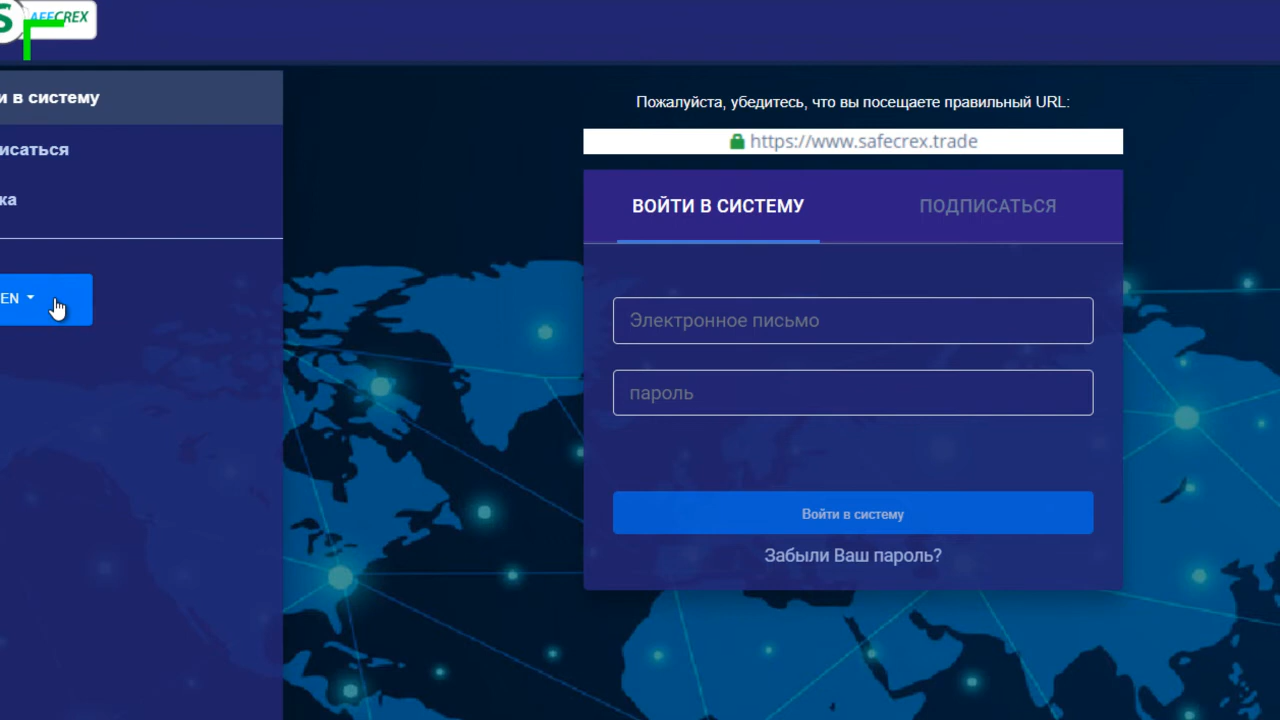 S AFECREX
и в систему
исаться
ка
EN
Пожалуйста, убедитесь, что вы посещаете правильный URL:
https://www.safecrex.trade
ВОЙТИ В СИСТЕМУ
ПОДПИСАТЬСЯ
Электронное письмо
пароль
Войти в систему
Забыли Ваш пароль?